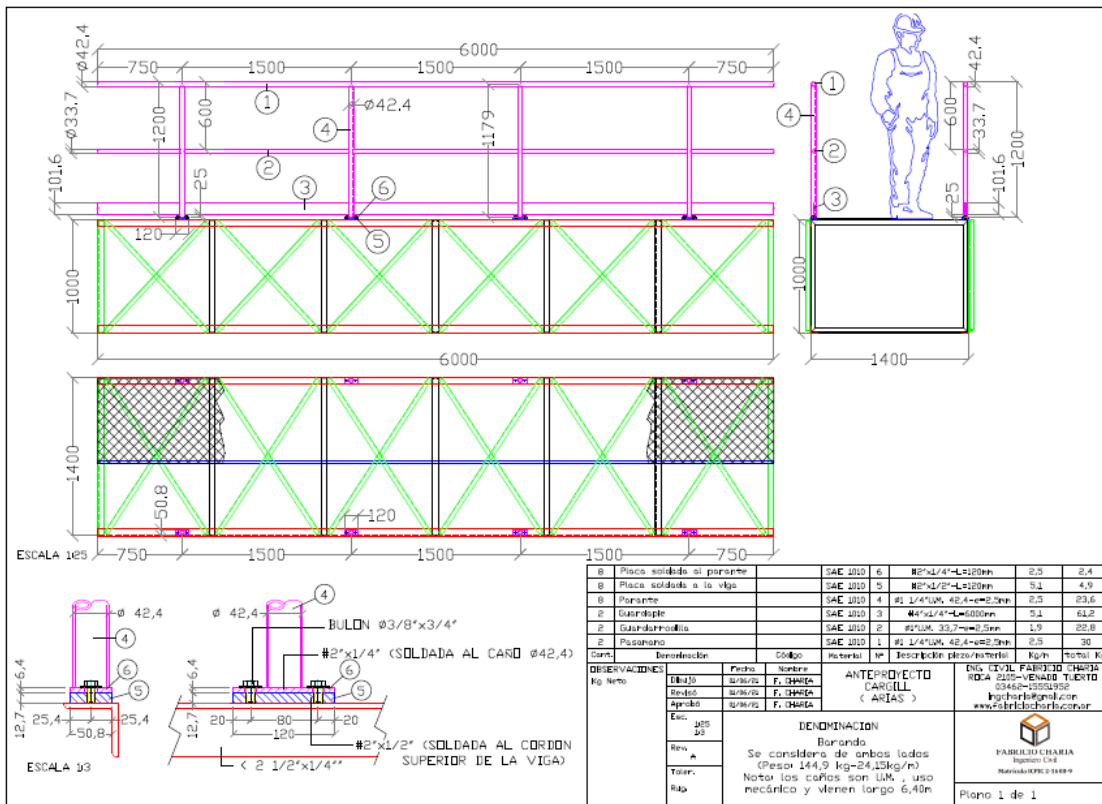 6000
750 1500 1500 1500 750
Ø42,4
1
1200
600
Ø42.4
4
1179
Ø33.7
2
101.6
25
3
6
5
120
1000
6000
1
4
2
3
600
42.4
33.7
1200
101.6
25
1000
1400
1400
50.8
120
ESCALA 1:25
750 1500 1500 1500 750
Ø 42,4
4
6
5
6,4
12,7
25,4 25,4
50,8
ESCALA 1:3
Ø 42,4
4
BULON Ø3/8"x3/4"
#2"x1/4" (SOLDADA AL CAÑO Ø42,4)
6
5
6,4
12,7
20 80 20
120
#2"x1/2" (SOLDADA AL CORDON
SUPERIOR DE LA VIGA)
< 2 1/2"x1/4""
8 Placa soldada al parante SAE 1010 6 #2"x1/4"-L=120mm 2,5 2,4
8 Placa soldada a la viga SAE 1010 5 #2"x1/2"-L=120mm 5,1 4,9
8 Parante SAE 1010 4 Ø1 1/4"U.M. 42,4-e=2,5mm 2,5 23,6
2 Guardapie SAE 1010 3 #4"x1/4"-L=6000mm 5,1 61,2
2 Guardarrodilla SAE 1010 2 Ø1"U.M. 33,7-e=2,5mm 1,9 22,8
2 Pasamano SAE 1010 1 Ø1 1/4"U.M. 42,4-e=2,5mm 2,5 30
Cant. Denominación Código Material Nº Descripción pieza/material Kg/m total Kg
OBSERVACIONES
Kg Neto
Fecha Nombre
Dibujó F. CHARIA
Revisó F. CHARIA
Aprobó F. CHARIA
ANTEPROYECTO
CARGILL
( ARIAS )
ING. CIVIL FABRICIO CHARIA
ROCA 2105-VENADO TUERTO
03462-15551952
ingcharia@gmail.com
www.fabriciocharia.com.ar
Esc. 1:25
1:3
Rev. A
Toler.
Rug.
DENOMINACION
Baranda
Se considera de ambos lados
(Peso: 144,9 kg-24,15kg/m)
Nota: los caños son U.M. , uso
mecánico y vienen largo 6,40m
FABRICIO CHARIA
Ingeniero Civil
Plano 1 de 1